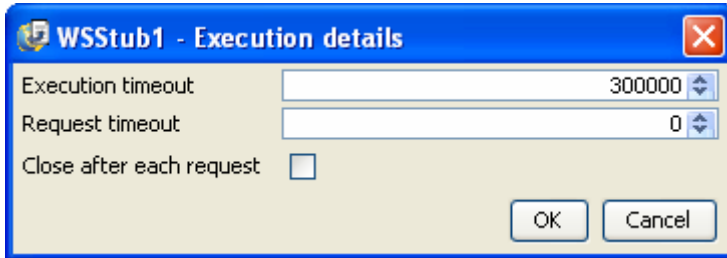 WSStub1 - Execution details
Execution timeout 300000
Request timeout 0
Close after each request
OK Cancel